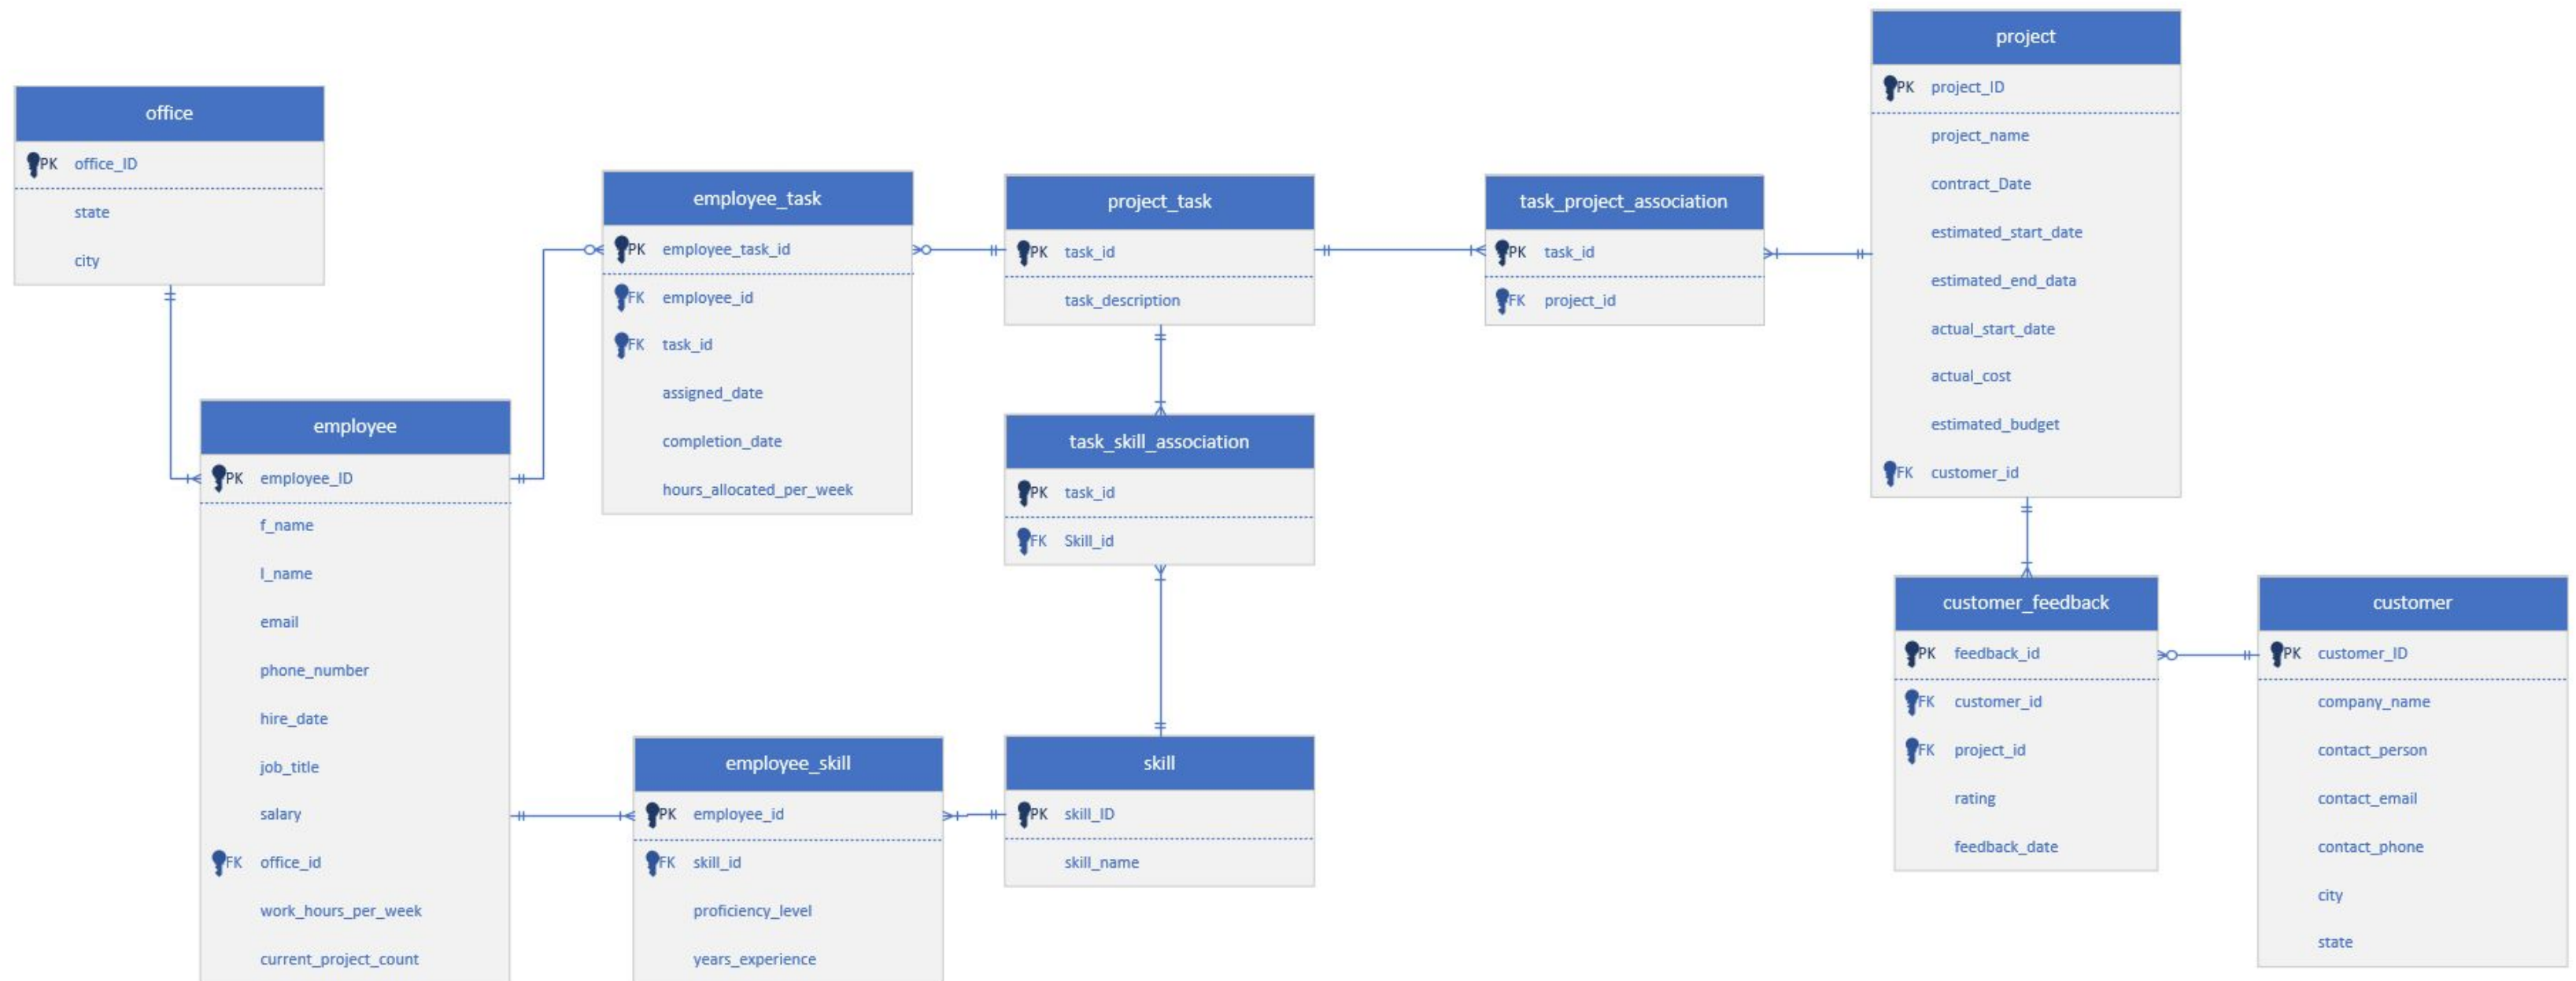 office
PK office_ID
state
city
employee
PK employee_ID
f_name
l_name
email
phone_number
hire_date
job_title
salary
FK office_id
work_hours_per_week
current_project_count
employee_task
PK employee_task_id
FK employee_id
FK task_id
assigned_date
completion_date
hours_allocated_per_week
employee_skill
PK employee_id
FK skill_id
proficiency_level
years_experience
project_task
PK task_id
task_description
task_skill_association
PK task_id
FK Skill_id
skill
PK skill_ID
skill_name
task_project_association
PK task_id
FK project_id
project
PK project_ID
project_name
contract_Date
estimated_start_date
estimated_end_data
actual_start_date
actual_cost
estimated_budget
FK customer_id
customer_feedback
PK feedback_id
FK customer_id
FK project_id
rating
feedback_date
customer
PK customer_ID
company_name
contact_person
contact_email
contact_phone
city
state